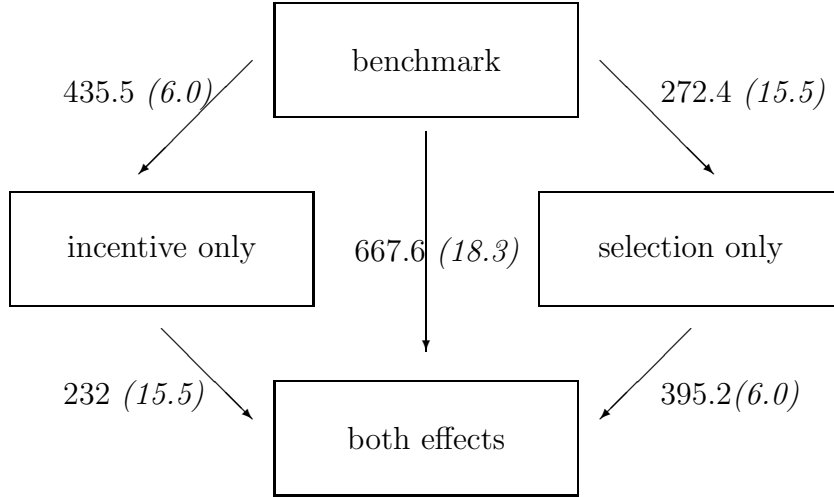 benchmark
435.5 (6.0)
272.4 (15.5)
incentive only
667.6 (18.3)
selection only
232 (15.5)
395.2(6.0)
both effects